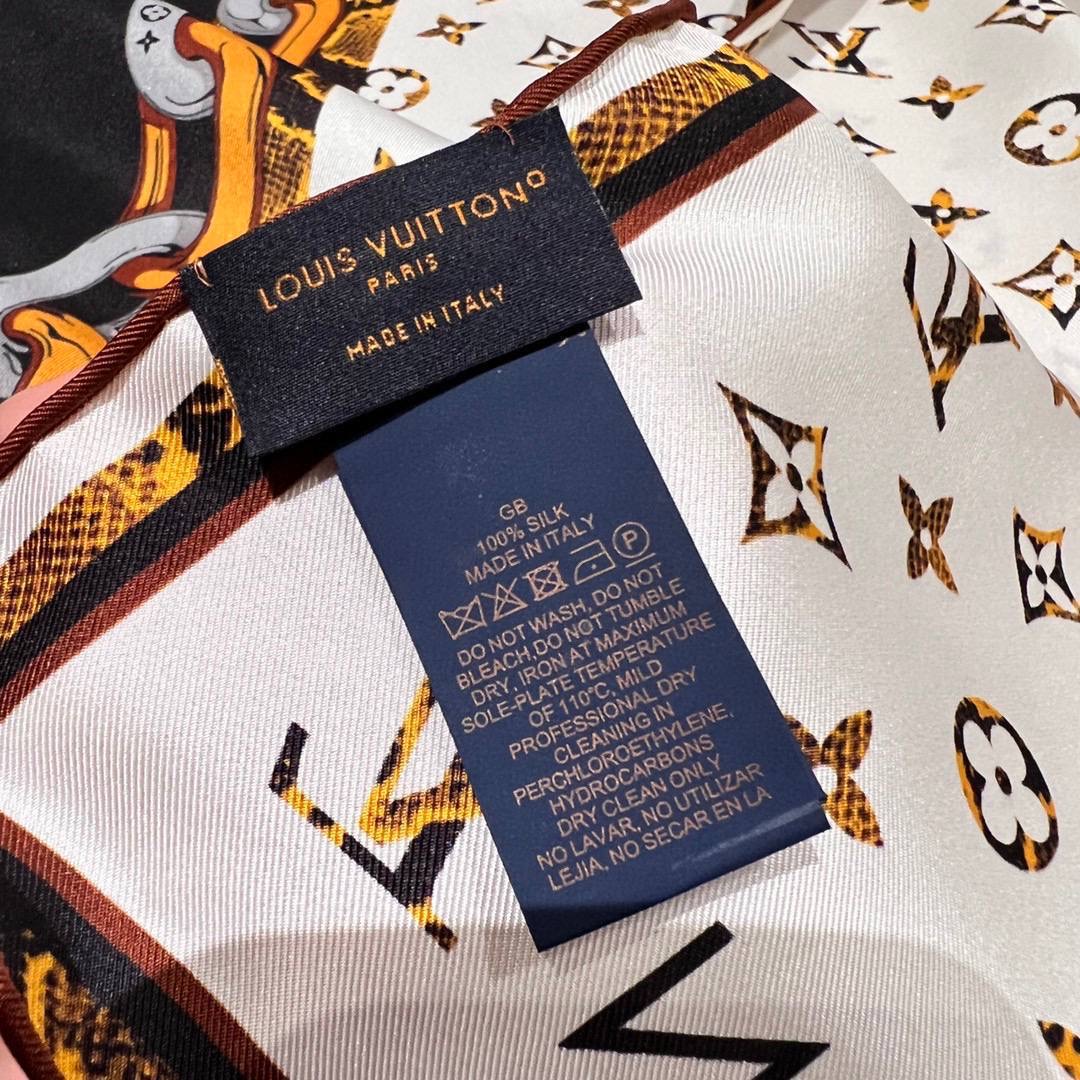 LOUIS VUITTON
PARIS
MADE IN ITALY
GB
100% SILK
MADE IN ITALY
P
DO NOT WASH, DO NOT
BLEACH,DO NOT TUMBLE
DRY, IRON AT MAXIMUM
SOLE-PLATE TEMPERATURE
OF 110°C, MILD
PROFESSIONAL DRY
CLEANING IN
PERCHLOROETHYLENE,
HYDROCARBONS
DRY CLEAN ONLY
NO LAVAR, NO UTILIZAR
LEJIA, NO SECAR EN LA